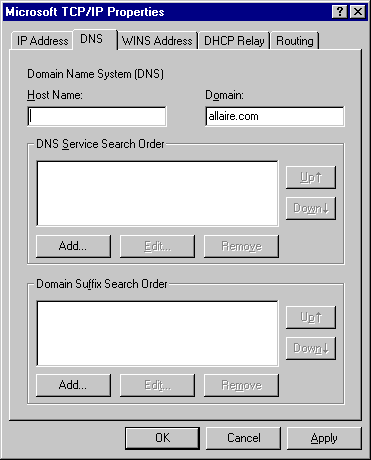 Microsoft TCP/IP Properties
IP Address DNS WINS Address DHCP Relay Routing
Domain Name System (DNS)
Host Name: Domain:
allaire.com
DNS Service Search Order
Up↑
Down↓
Add... Edit... Remove
Domain Suffix Search Order
Up↑
Down↓
Add... Edit... Remove
OK Cancel Apply